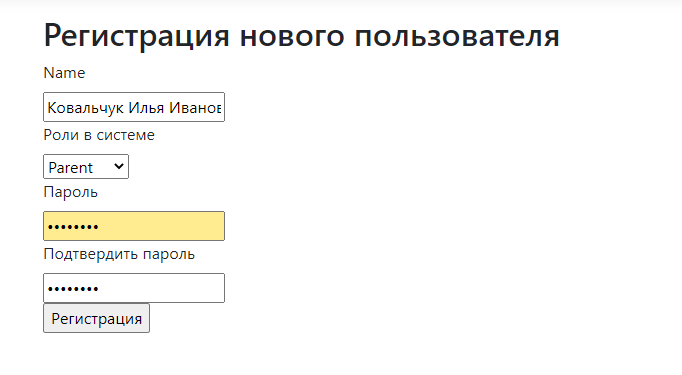 Регистрация нового пользователя
Name
Ковальчук Илья Иванов
Роли в системе
Parent
Пароль
••••••••
Подтвердить пароль
••••••••
Регистрация